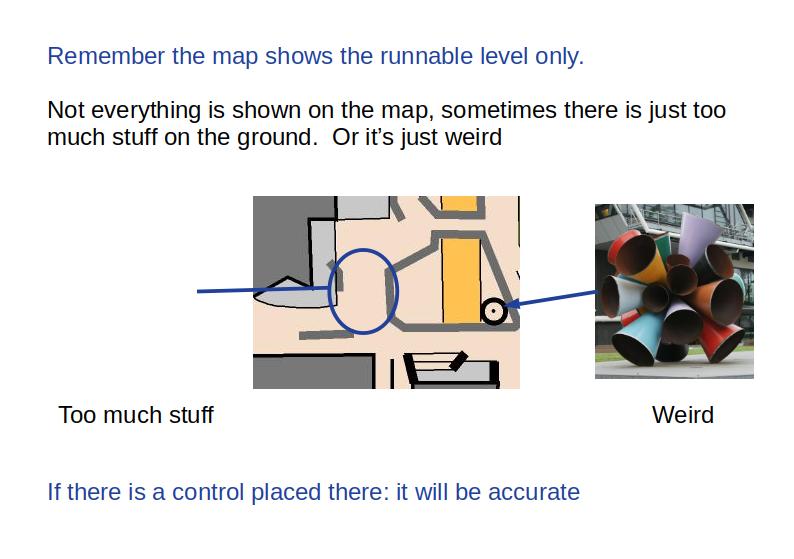 Remember the map shows the runnable level only.
Not everything is shown on the map, sometimes there is just too
much stuff on the ground.  Or it’s just weird
Too much stuff
Weird
If there is a control placed there: it will be accurate